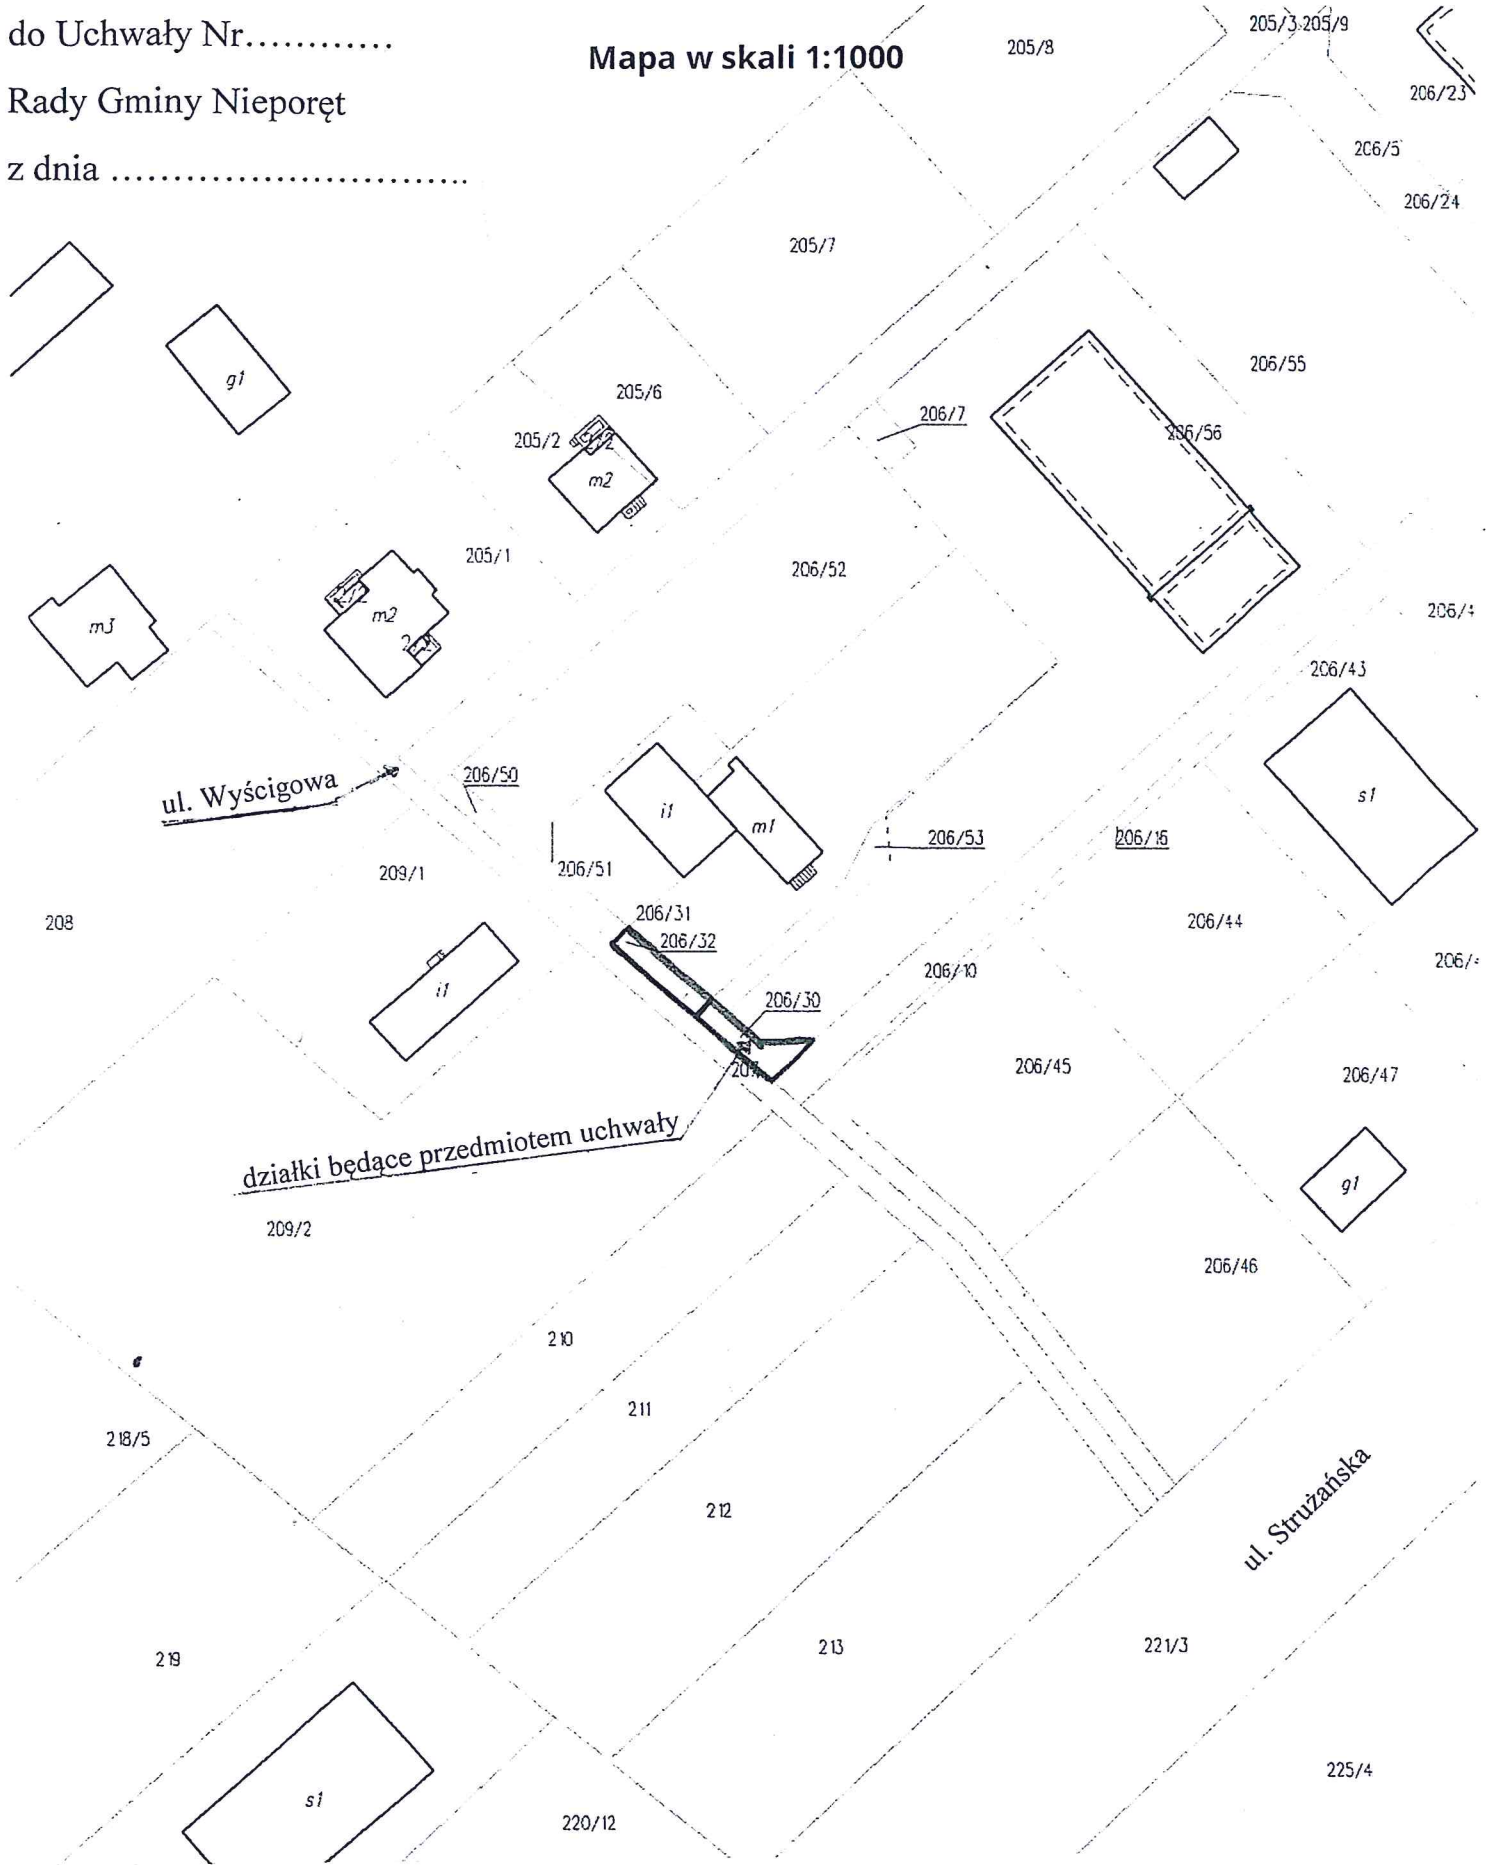 do Uchwały Nr............
Mapa w skali 1:1000
Rady Gminy Nieporęt
z dnia ................................
205/3
205/9
205/8
206/23
206/5
206/24
205/7
206/55
g1
205/6
206/7
206/56
205/2
m2
205/1
206/52
206/43
m3
m2
2
ul. Wyścigowa
206/50
i1
m1
s1
206/53
206/16
209/1
206/51
208
206/31
206/44
206/32
206/10
i1
206/30
207
206/45
206/47
działki będące przedmiotem uchwały
g1
209/2
206/46
210
211
218/5
212
ul. Strużańska
219
213
221/3
225/4
s1
220/12